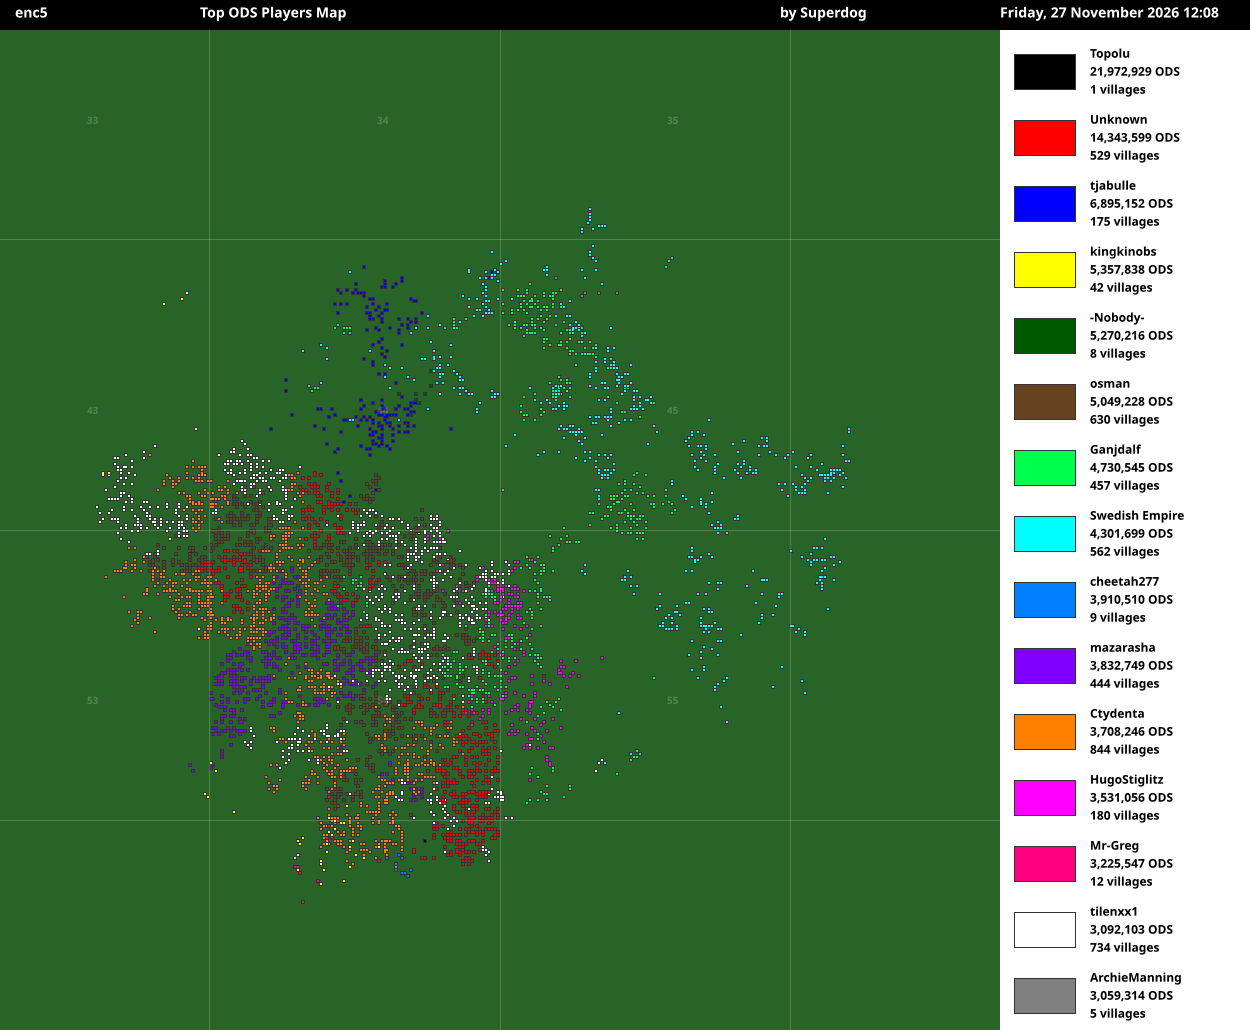 enc5 Top ODS Players Map by Superdog Friday, 27 November 2026 12:08
Topolu
21,972,929 ODS
1 villages
Unknown
14,343,599 ODS
529 villages
tjabulle
6,895,152 ODS
175 villages
kingkinobs
5,357,838 ODS
42 villages
-Nobody-
5,270,216 ODS
8 villages
osman
5,049,228 ODS
630 villages
Ganjdalf
4,730,545 ODS
457 villages
Swedish Empire
4,301,699 ODS
562 villages
cheetah277
3,910,510 ODS
9 villages
mazarasha
3,832,749 ODS
444 villages
Ctydenta
3,708,246 ODS
844 villages
HugoStiglitz
3,531,056 ODS
180 villages
Mr-Greg
3,225,547 ODS
12 villages
tilenxx1
3,092,103 ODS
734 villages
ArchieManning
3,059,314 ODS
5 villages
33 34 35
43 45
53 55